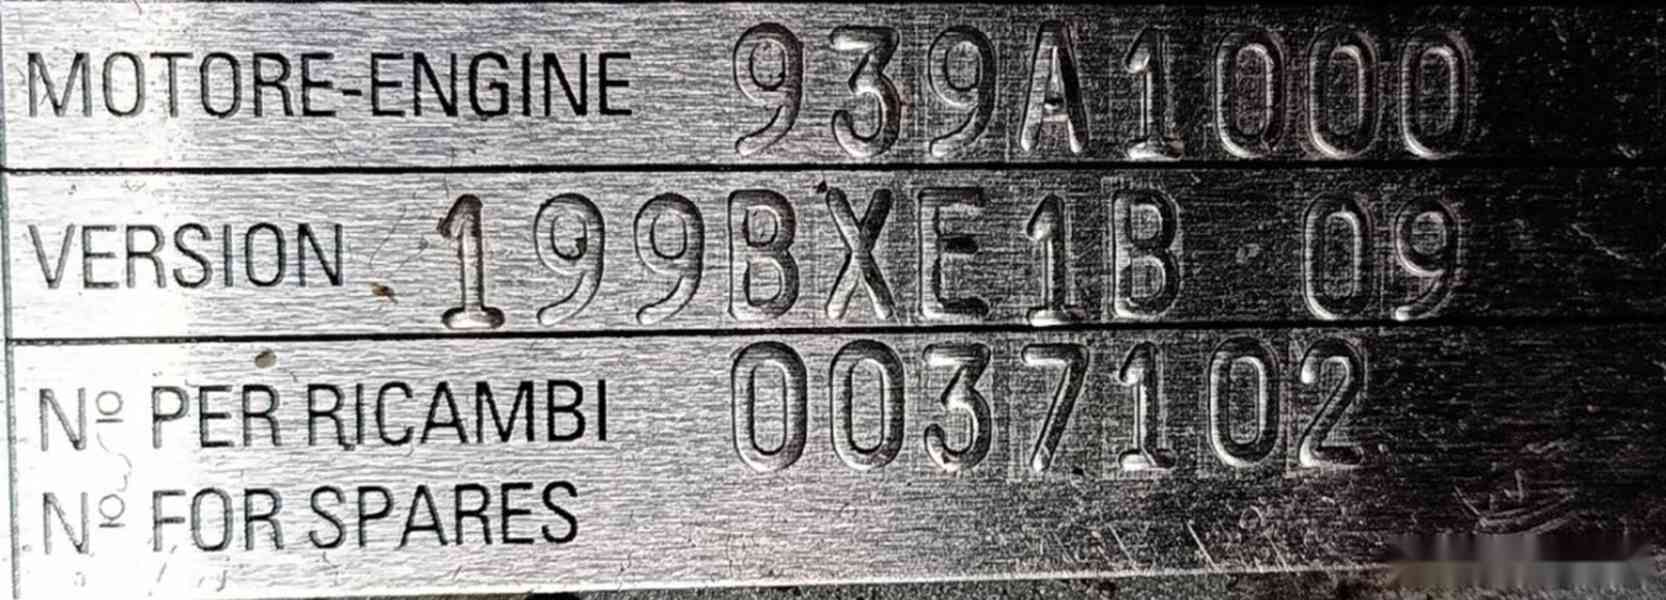 MOTORE-ENGINE 939A1000
VERSION 199BXE1B 09
Nº PER RICAMBI 0037102
Nº FOR SPARES